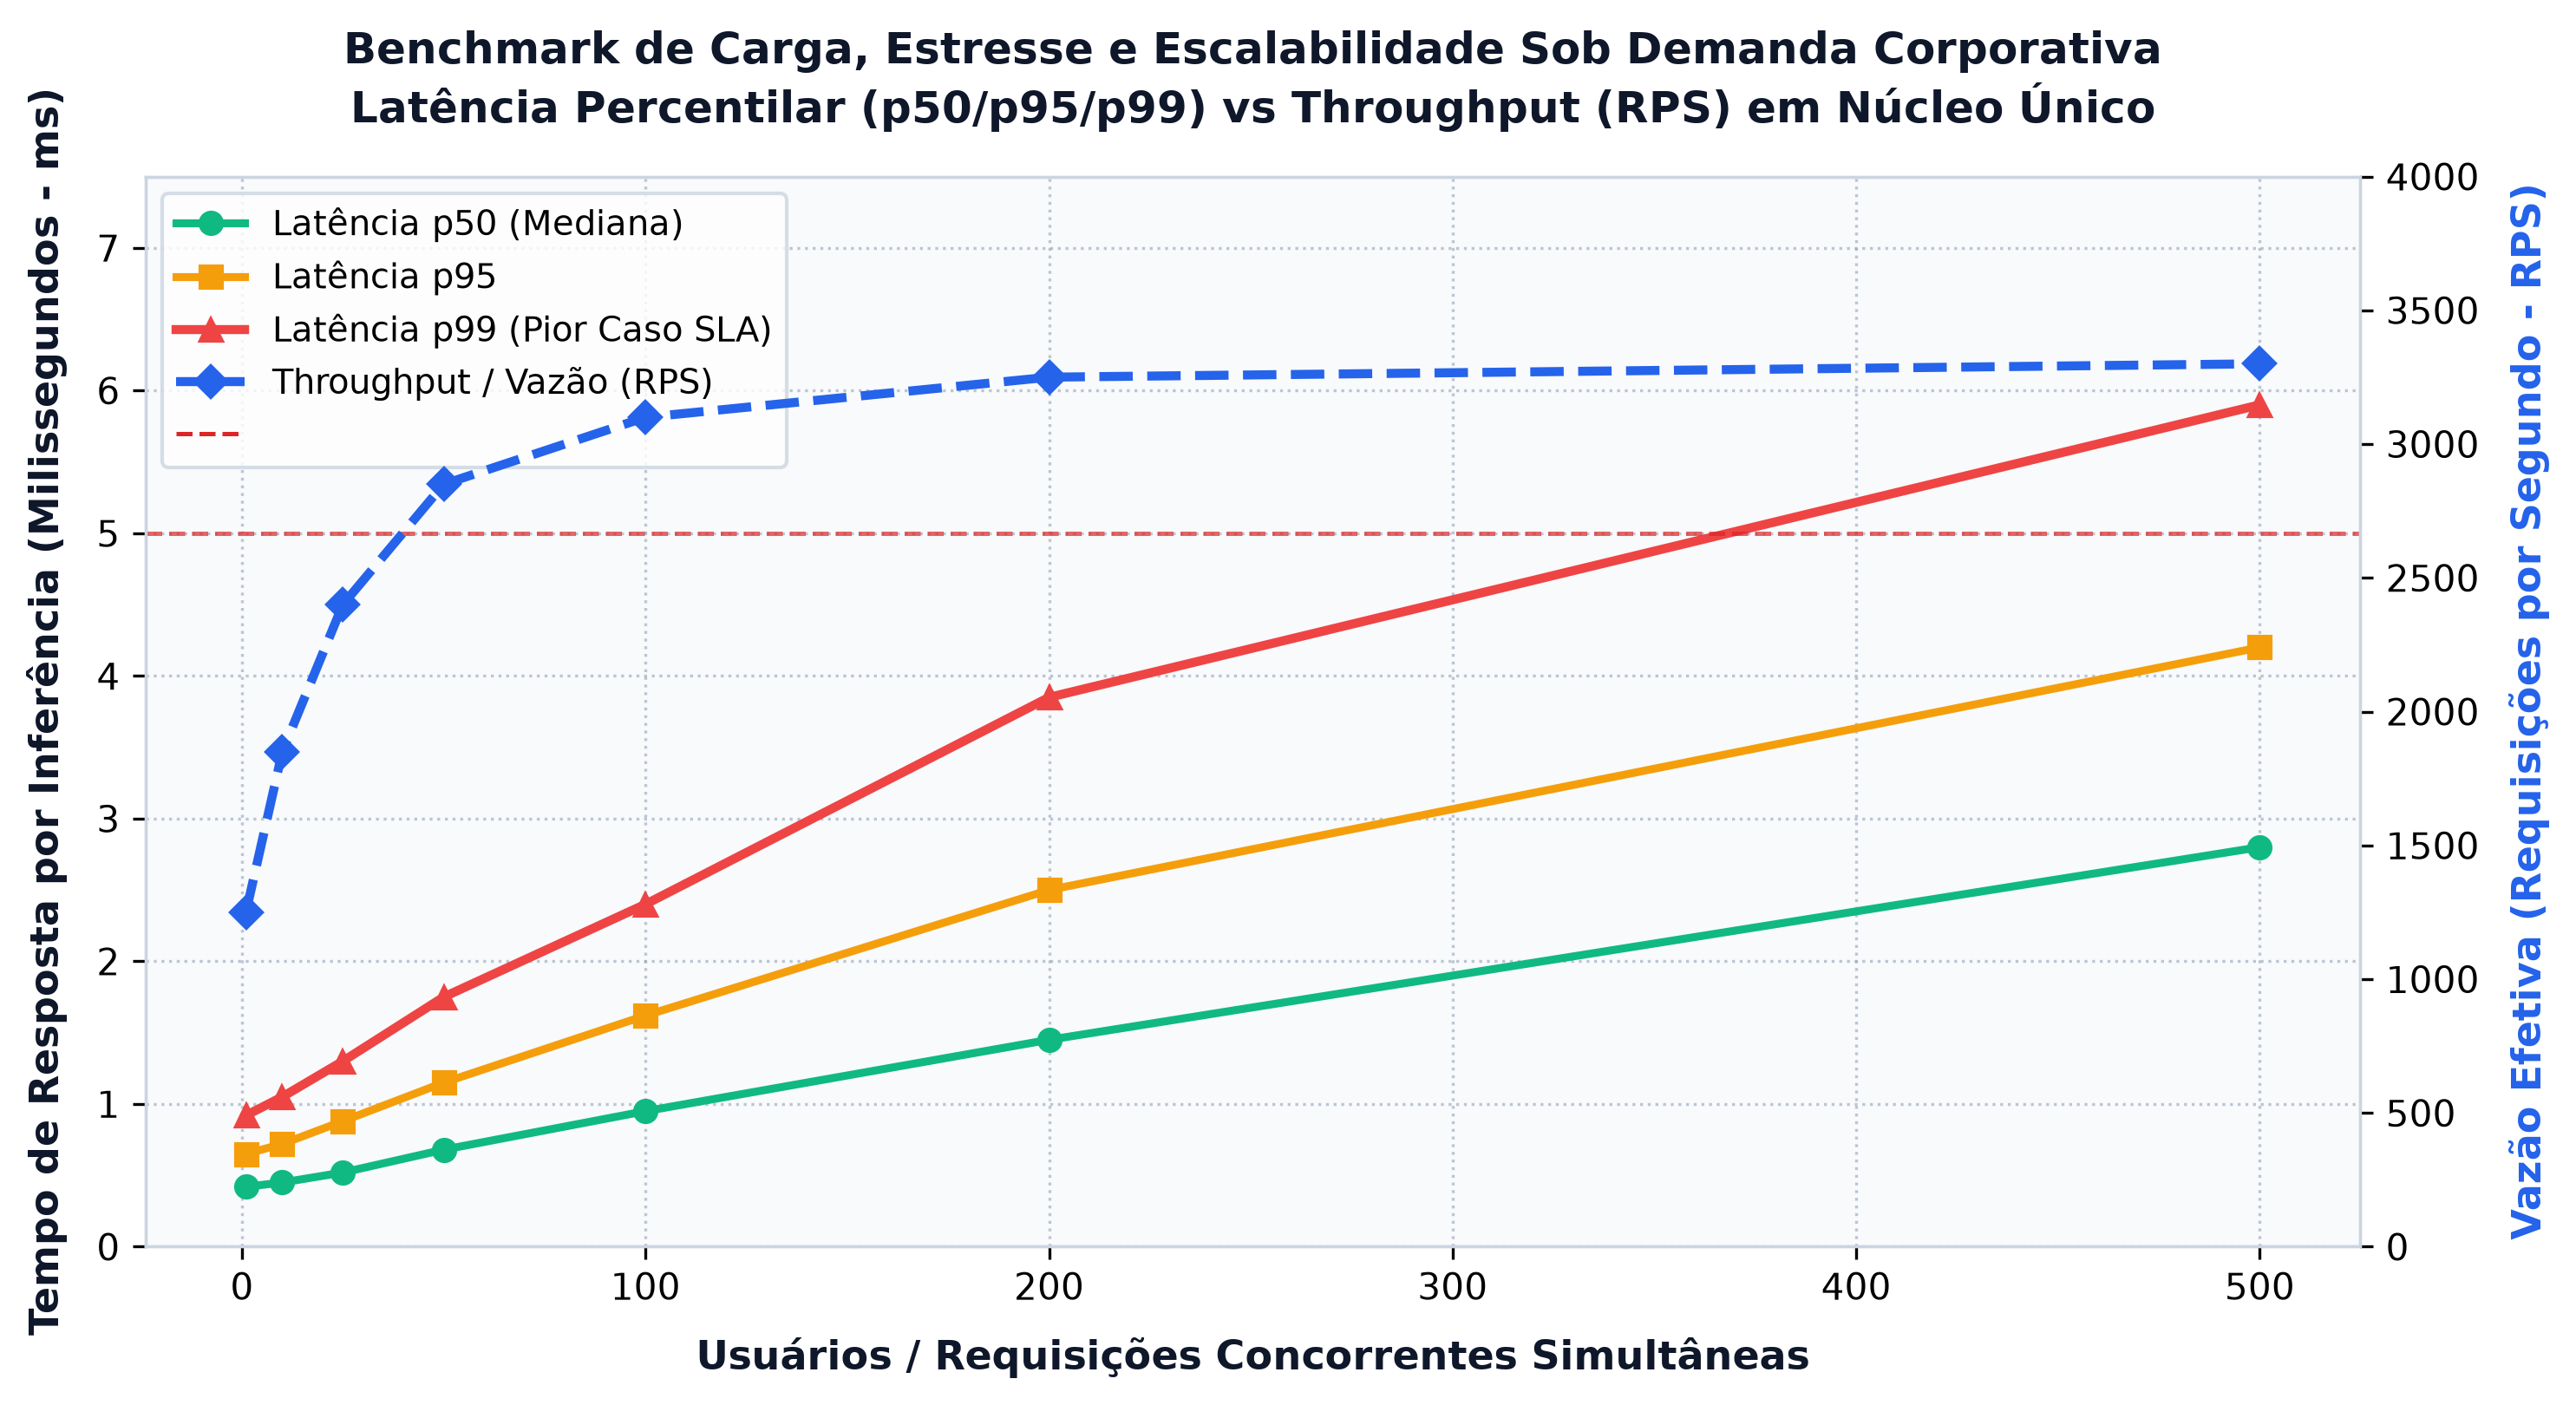 Benchmark de Carga, Estresse e Escalabilidade Sob Demanda Corporativa
Latência Percentilar (p50/p95/p99) vs Throughput (RPS) em Núcleo Único
Tempo de Resposta por Inferência (Milissegundos - ms)
7
6
5
4
3
2
1
0
Latência p50 (Mediana)
Latência p95
Latência p99 (Pior Caso SLA)
Throughput / Vazão (RPS)
4000
3500
3000
2500
2000
1500
1000
500
0
Vazão Efetiva (Requisições por Segundo - RPS)
0 100 200 300 400 500
Usuários / Requisições Concorrentes Simultâneas